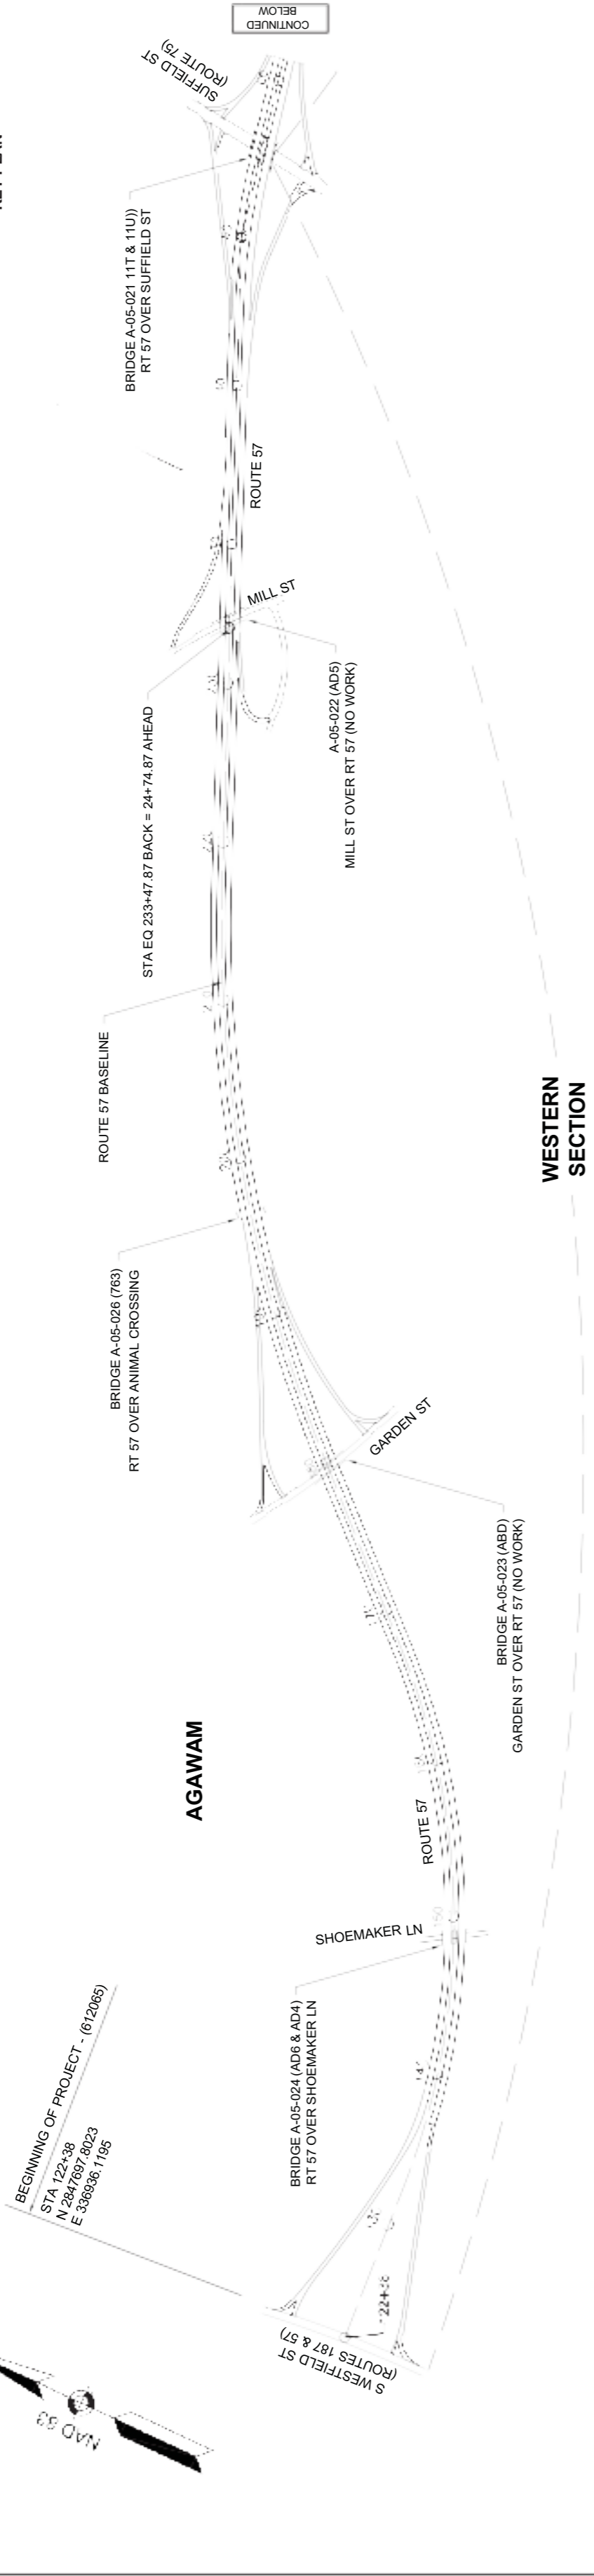 CONTINUED
BELOW
SUFFIELD ST
(ROUTE 75)
BRIDGE A-05-021 11T & 11U))
RT 57 OVER SUFFIELD ST
ROUTE 57
MILL ST
A-05-022 (AD5)
MILL ST OVER RT 57 (NO WORK)
STA EQ 233+47.87 BACK = 24+74.87 AHEAD
ROUTE 57 BASELINE
WESTERN
SECTION
BRIDGE A-05-026 (763)
RT 57 OVER ANIMAL CROSSING
GARDEN ST
BRIDGE A-05-023 (ABD)
GARDEN ST OVER RT 57 (NO WORK)
AGAWAM
ROUTE 57
SHOEMAKER LN
150
BRIDGE A-05-024 (AD6 & AD4)
RT 57 OVER SHOEMAKER LN
BEGINNING OF PROJECT - (612065)
STA 122+38
N 2847697.8023
E 336936.1195
S WESTFIELD ST
(ROUTES 187 & 57)
NAD 83